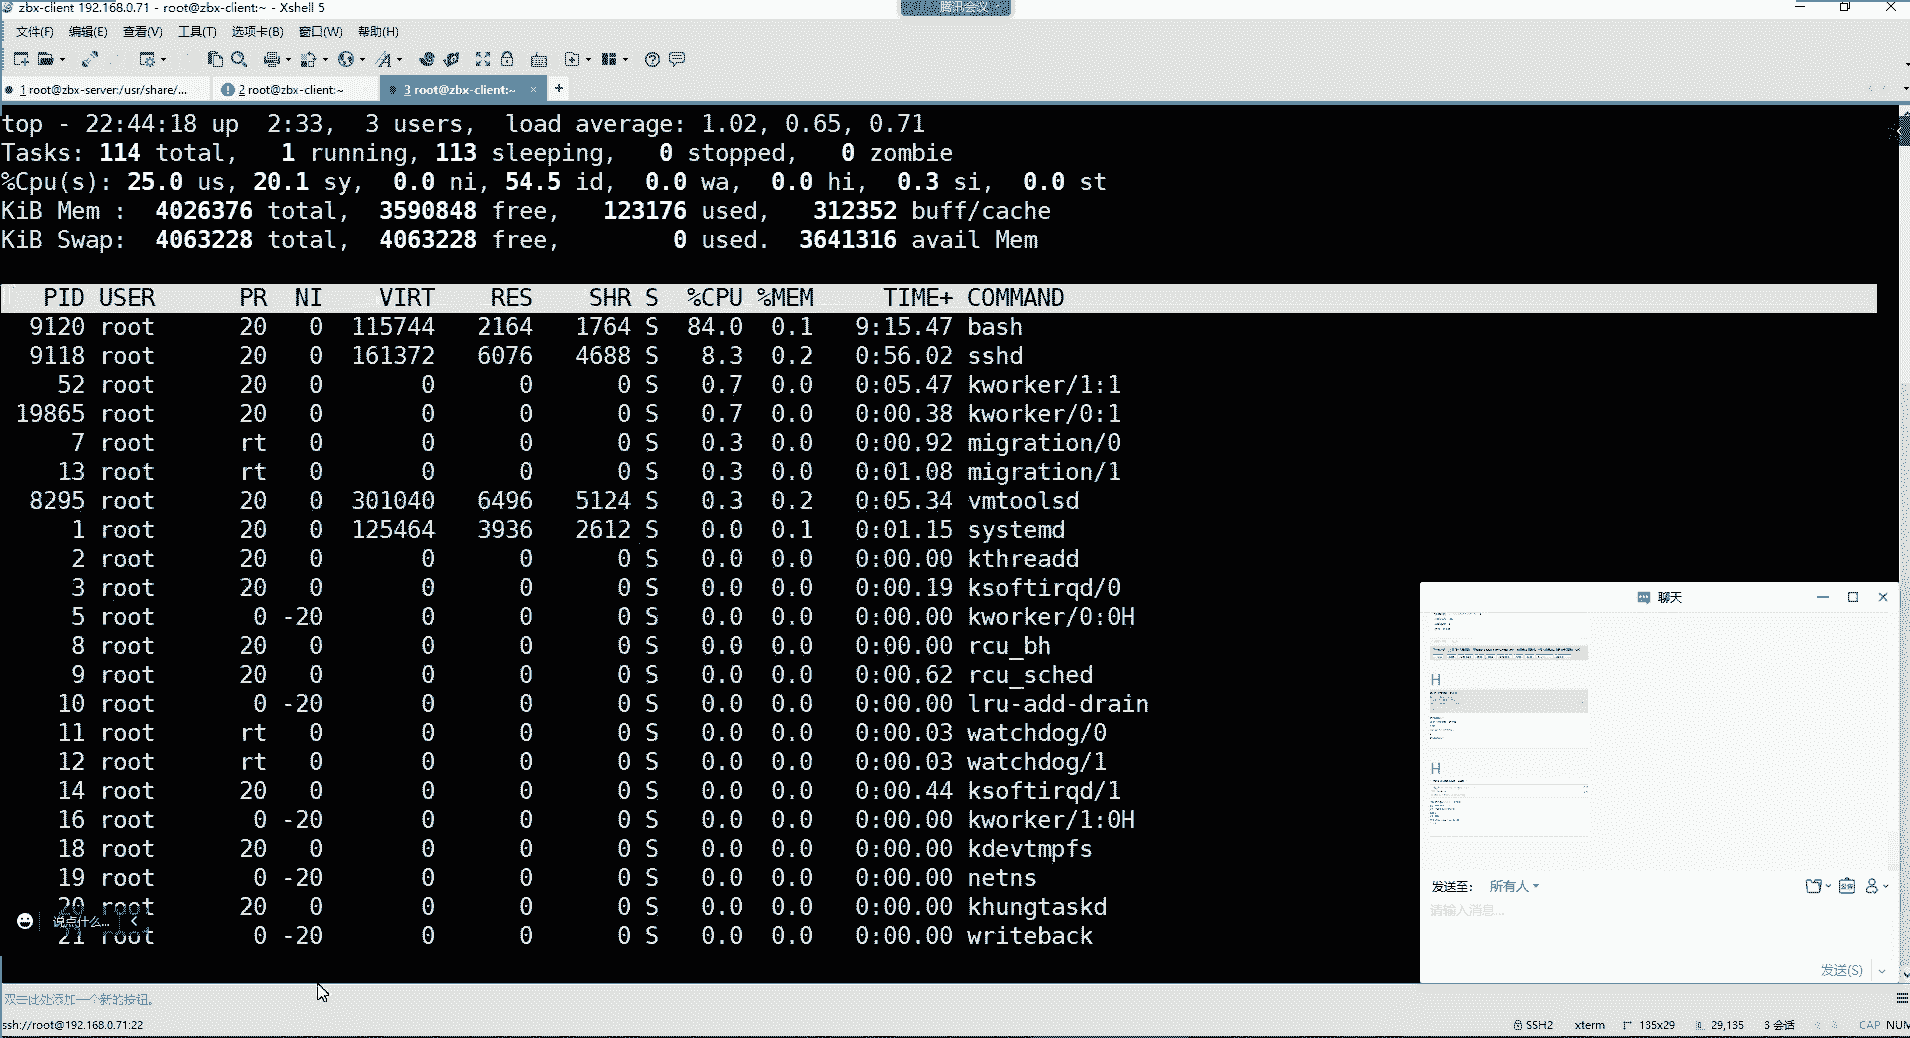 zbx-client 192.168.0.71 - root@zbx-client:~ - Xshell 5
腾讯会议
文件(F) 编辑(E) 查看(V) 工具(T) 选项卡(B) 窗口(W) 帮助(H)
1 root@zbx-server:/usr/share/... 2 root@zbx-client:~ 3 root@zbx-client:~ × +
top - 22:44:18 up  2:33,  3 users,  load average: 1.02, 0.65, 0.71
Tasks: 114 total,   1 running, 113 sleeping,   0 stopped,   0 zombie
%Cpu(s): 25.0 us, 20.1 sy,  0.0 ni, 54.5 id,  0.0 wa,  0.0 hi,  0.3 si,  0.0 st
KiB Mem :  4026376 total,  3590848 free,   123176 used,   312352 buff/cache
KiB Swap:  4063228 total,  4063228 free,        0 used.  3641316 avail Mem
PID USER PR NI VIRT RES SHR S %CPU %MEM TIME+ COMMAND
9120 root 20 0 115744 2164 1764 S 84.0 0.1 9:15.47 bash
9118 root 20 0 161372 6076 4688 S 8.3 0.2 0:56.02 sshd
52 root 20 0 0 0 0 S 0.7 0.0 0:05.47 kworker/1:1
19865 root 20 0 0 0 0 S 0.7 0.0 0:00.38 kworker/0:1
7 root rt 0 0 0 0 S 0.3 0.0 0:00.92 migration/0
13 root rt 0 0 0 0 S 0.3 0.0 0:01.08 migration/1
8295 root 20 0 301040 6496 5124 S 0.3 0.2 0:05.34 vmtoolsd
1 root 20 0 125464 3936 2612 S 0.0 0.1 0:01.15 systemd
2 root 20 0 0 0 0 S 0.0 0.0 0:00.00 kthreadd
3 root 20 0 0 0 0 S 0.0 0.0 0:00.19 ksoftirqd/0
5 root 0 -20 0 0 0 S 0.0 0.0 0:00.00 kworker/0:0H
8 root 20 0 0 0 0 S 0.0 0.0 0:00.00 rcu_bh
9 root 20 0 0 0 0 S 0.0 0.0 0:00.62 rcu_sched
10 root 0 -20 0 0 0 S 0.0 0.0 0:00.00 lru-add-drain
11 root rt 0 0 0 0 S 0.0 0.0 0:00.03 watchdog/0
12 root rt 0 0 0 0 S 0.0 0.0 0:00.03 watchdog/1
14 root 20 0 0 0 0 S 0.0 0.0 0:00.44 ksoftirqd/1
16 root 0 -20 0 0 0 S 0.0 0.0 0:00.00 kworker/1:0H
18 root 20 0 0 0 0 S 0.0 0.0 0:00.00 kdevtmpfs
19 root 0 -20 0 0 0 S 0.0 0.0 0:00.00 netns
20 root 20 0 0 0 0 S 0.0 0.0 0:00.00 khungtaskd
说点什么...
21 root 0 -20 0 0 0 S 0.0 0.0 0:00.00 writeback
聊天
H
H
发送至: 所有人
请输入消息...
发送(S)
双击此处添加一个新的按钮。
ssh://root@192.168.0.71:22 SSH2 xterm 135x29 29,135 3 会话 CAP NUM